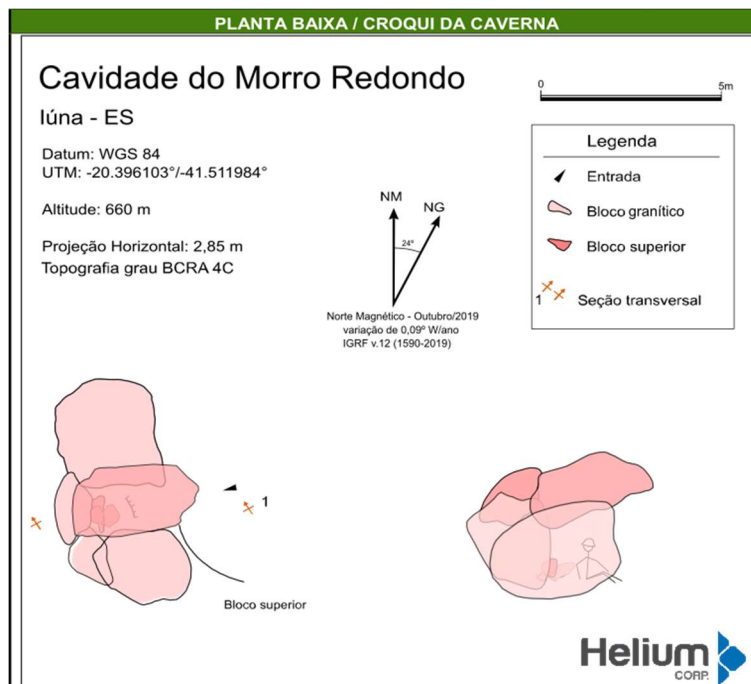 PLANTA BAIXA / CROQUI DA CAVERNA
Cavidade do Morro Redondo
Iúna - ES
Datum: WGS 84
UTM: -20.396103°/-41.511984°
Altitude: 660 m
Projeção Horizontal: 2,85 m
Topografia grau BCRA 4C
NM
NG
24º
Norte Magnético - Outubro/2019
variação de 0,09º W/ano
IGRF v.12 (1590-2019)
0
5m
Legenda
Entrada
Bloco granítico
Bloco superior
1 Seção transversal
1
Bloco superior
Helium
CORP.